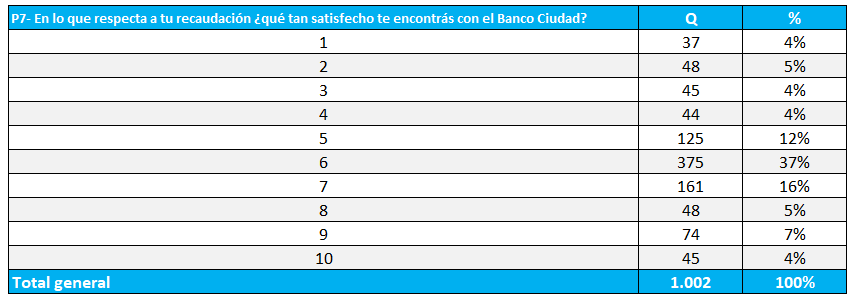 P7- En lo que respecta a tu recaudación ¿qué tan satisfecho te encontrás con el Banco Ciudad? Q %
1 37 4%
2 48 5%
3 45 4%
4 44 4%
5 125 12%
6 375 37%
7 161 16%
8 48 5%
9 74 7%
10 45 4%
Total general 1.002 100%